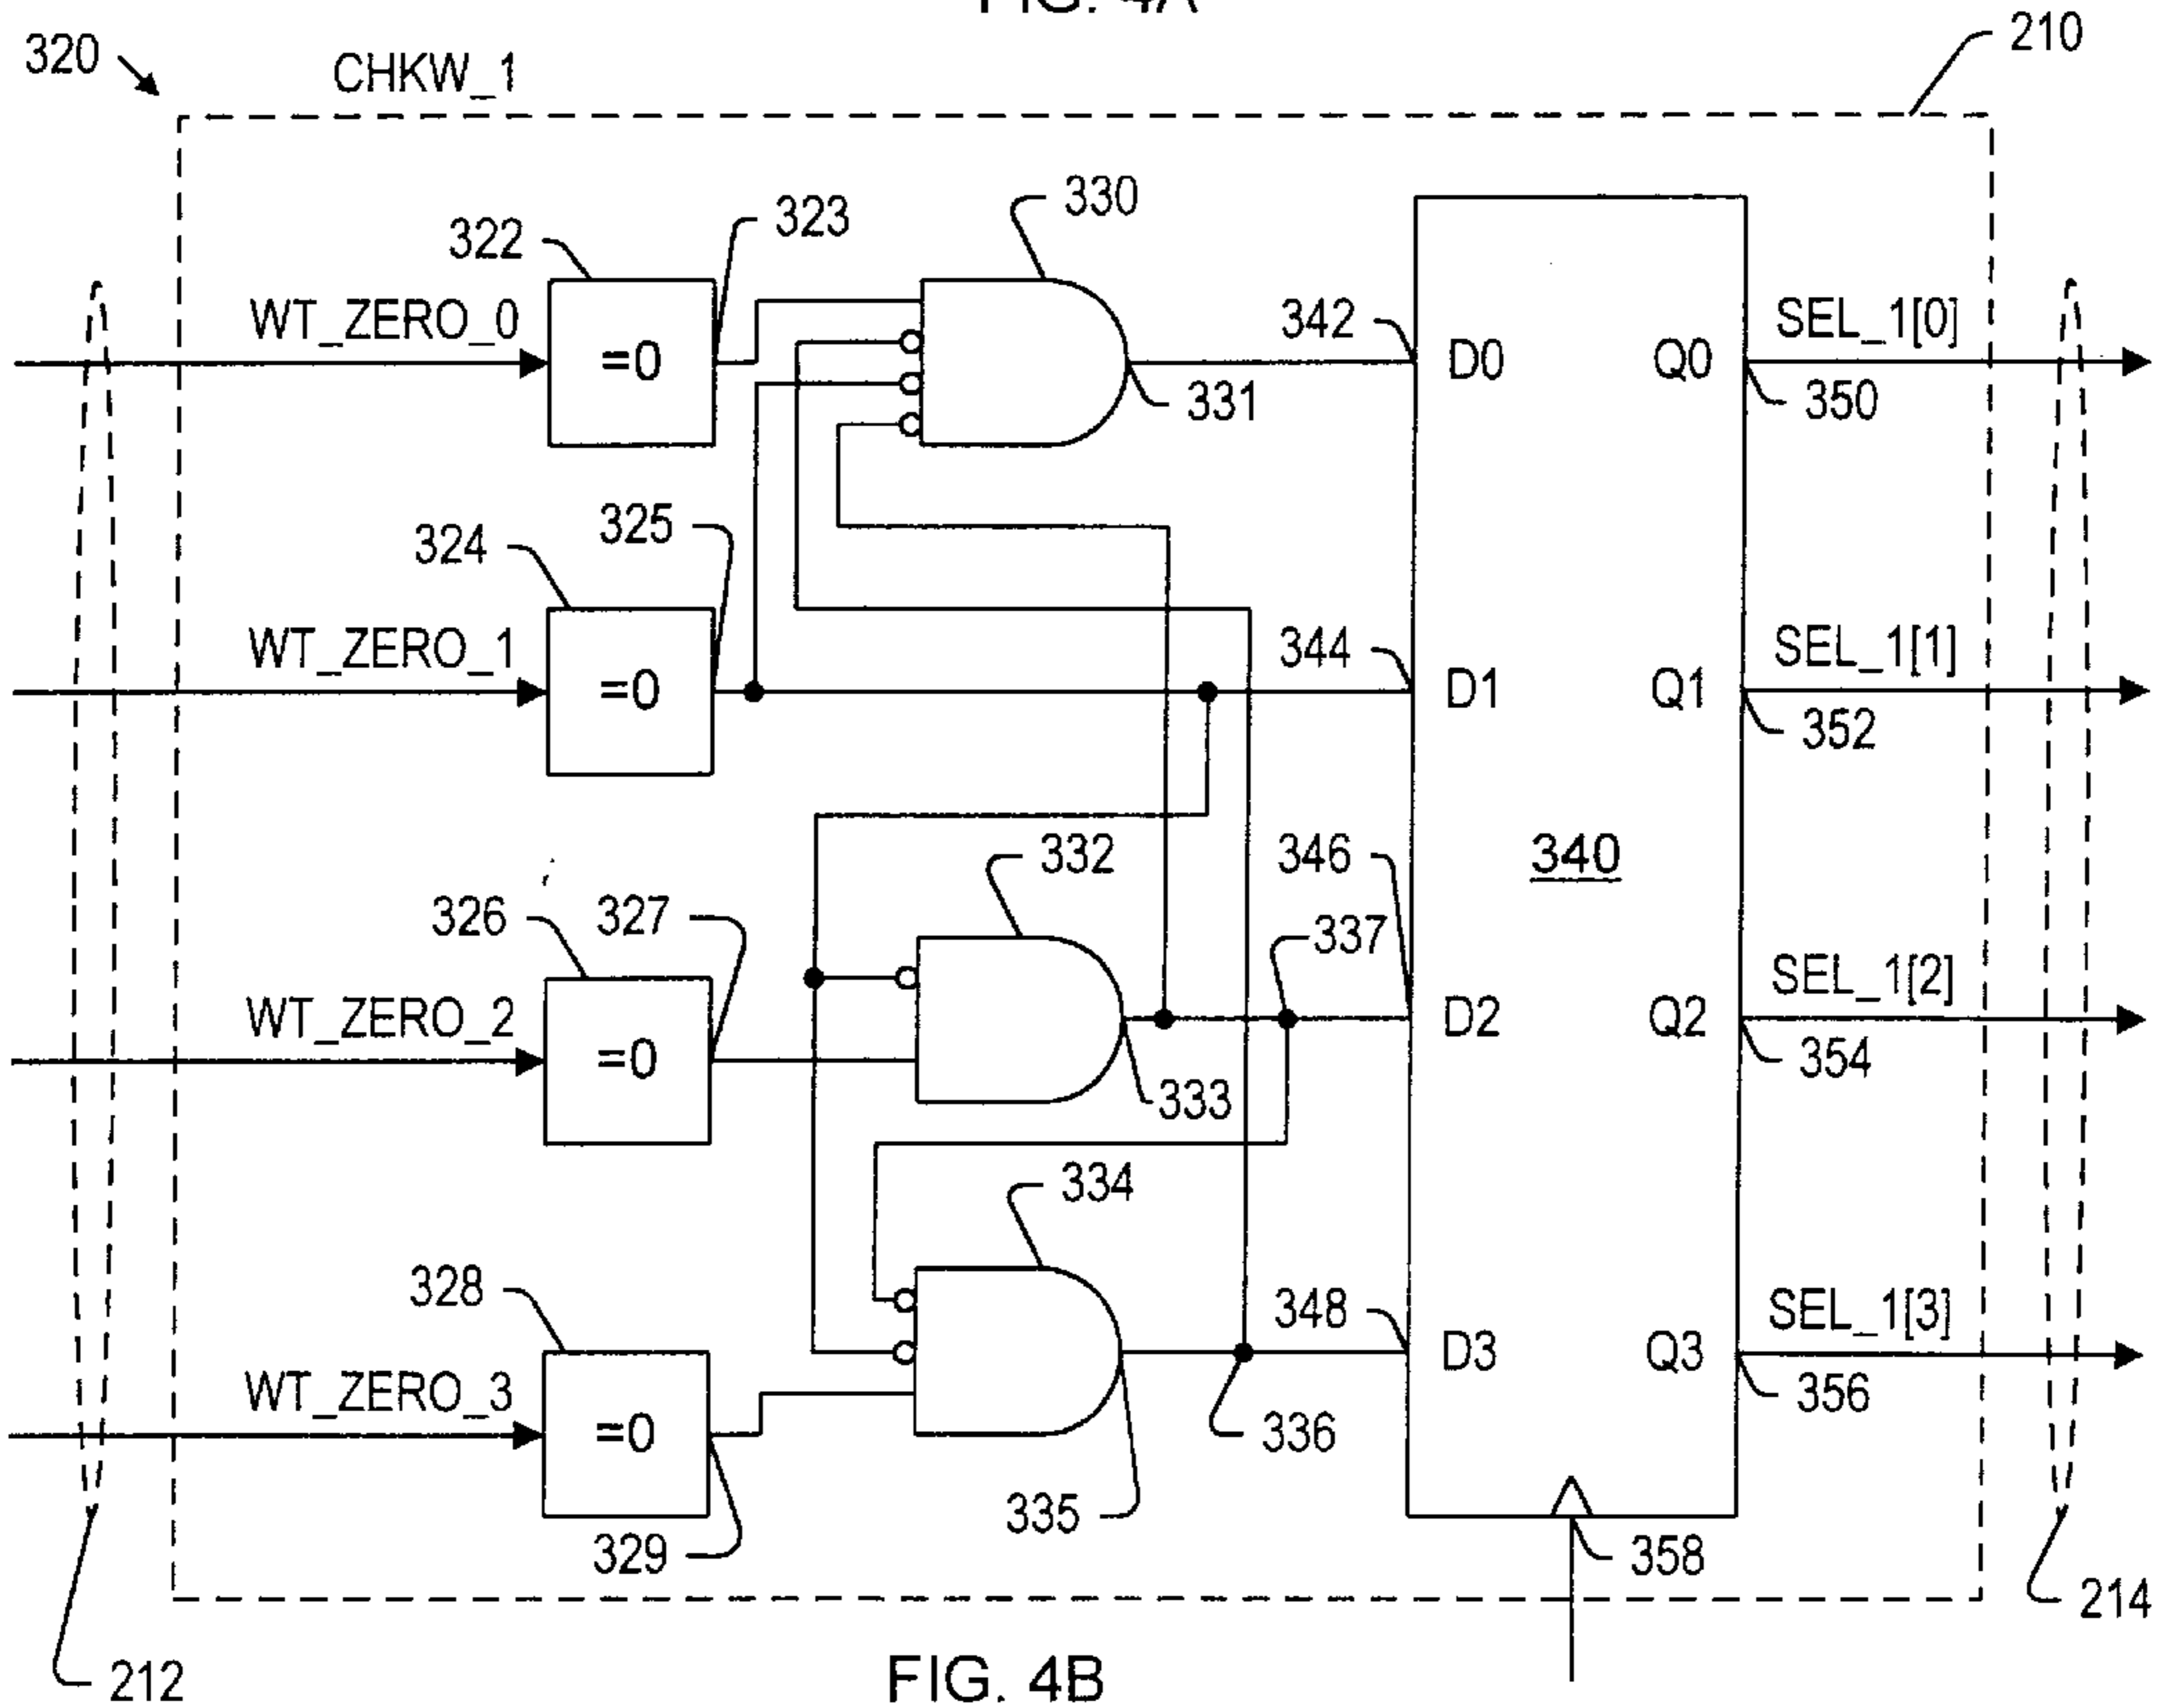 FIG. 4A
320
CHKW_1
210
330
322
323
WT_ZERO_0
=0
331
342
D0
Q0
SEL_1[0]
350
324
325
WT_ZERO_1
=0
344
D1
Q1
SEL_1[1]
352
332
346
340
326
327
337
WT_ZERO_2
=0
333
D2
Q2
SEL_1[2]
354
334
328
348
WT_ZERO_3
=0
335
336
D3
Q3
SEL_1[3]
356
329
358
212
214
FIG. 4B